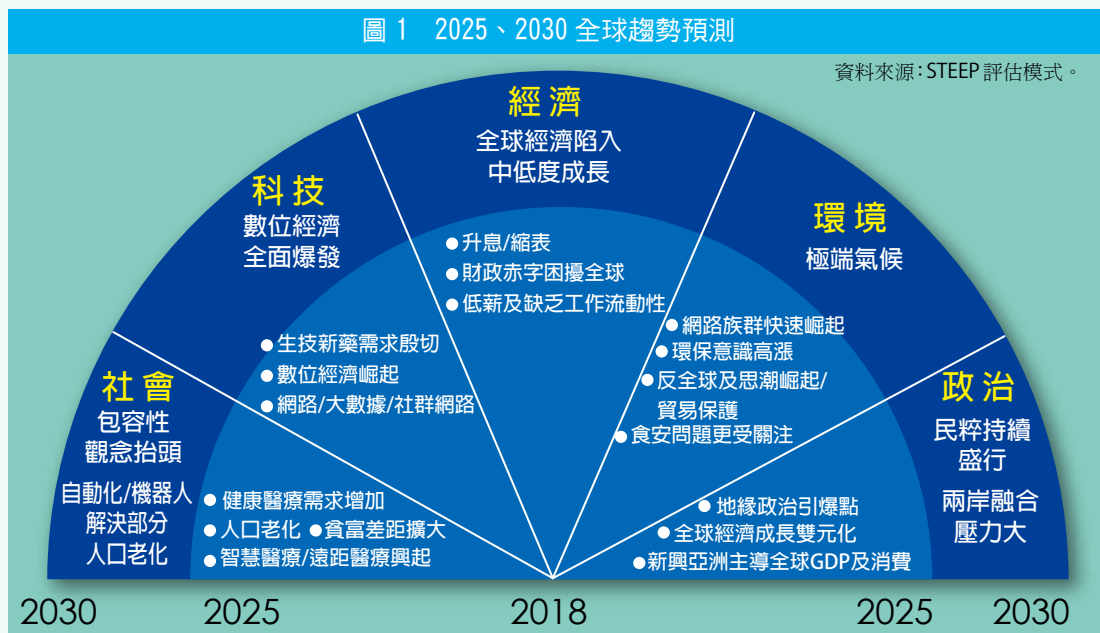 圖 1　2025、2030 全球趨勢預測
資料來源：STEEP 評估模式。
社會
包容性
觀念抬頭
自動化/機器人
解決部分
人口老化
● 健康醫療需求增加
● 人口老化 ● 貧富差距擴大
● 智慧醫療/遠距醫療興起
科技
數位經濟
全面爆發
● 生技新藥需求殷切
● 數位經濟崛起
● 網路/大數據/社群網路
經濟
全球經濟陷入
中低度成長
● 升息/縮表
● 財政赤字困擾全球
● 低薪及缺乏工作流動性
環境
極端氣候
● 網路族群快速崛起
● 環保意識高漲
● 反全球及思潮崛起/
貿易保護
● 食安問題更受關注
政治
民粹持續
盛行
兩岸融合
壓力大
● 地緣政治引爆點
● 全球經濟成長雙元化
● 新興亞洲主導全球GDP及消費
2030 2025 2018 2025 2030